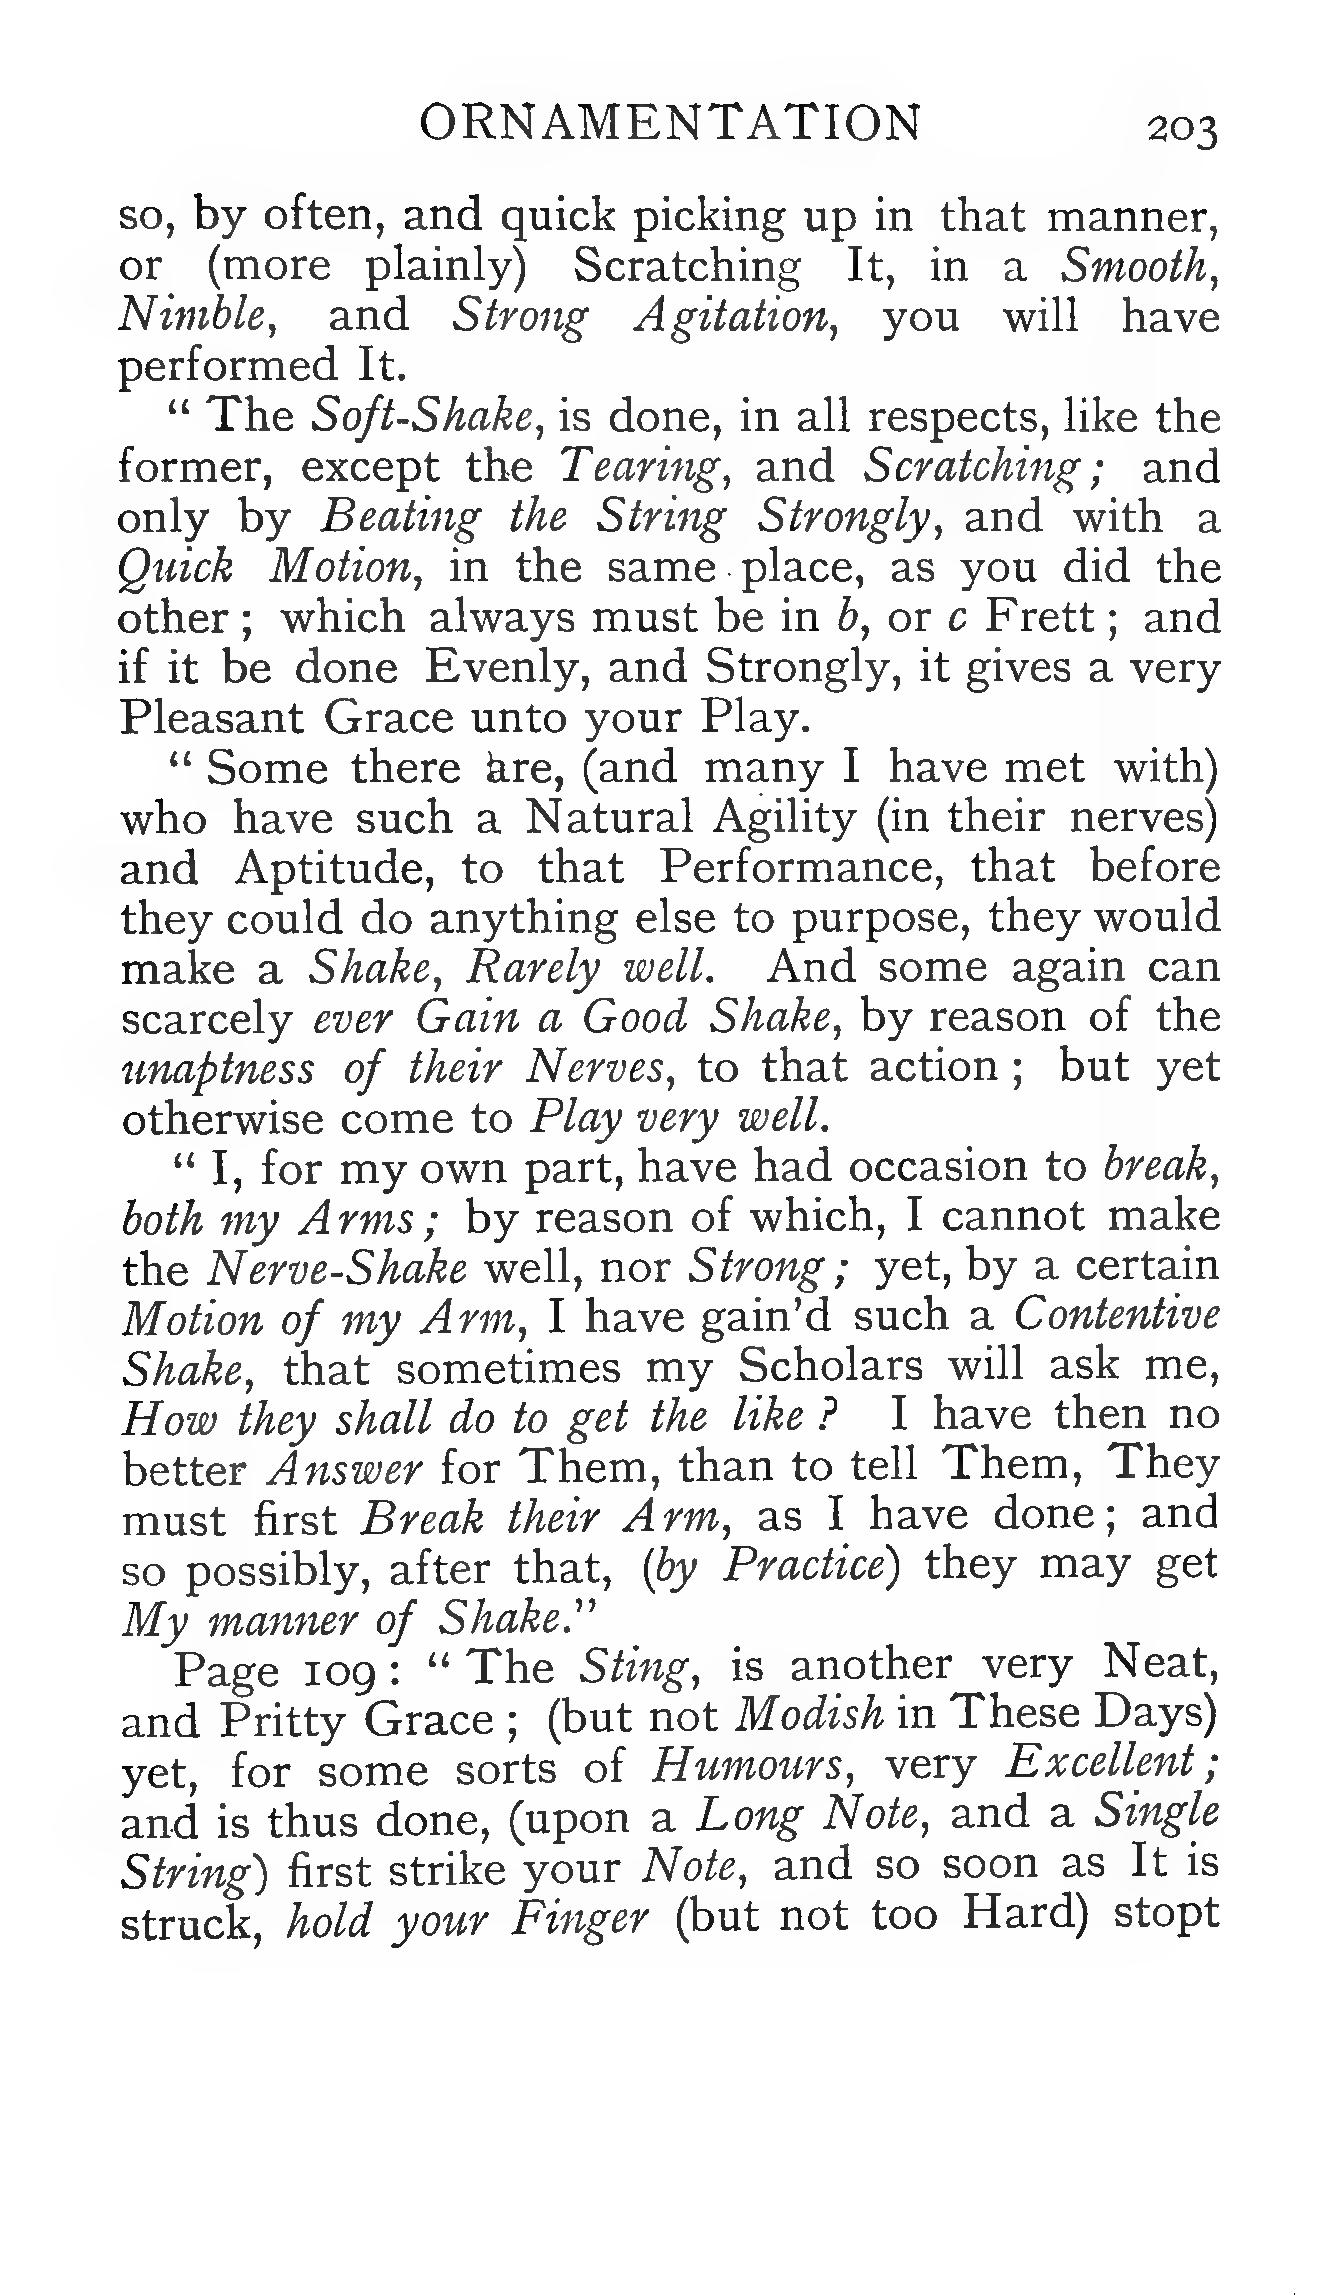 ORNAMENTATION 203
so, by often, and quick picking up in that manner,
or (more plainly) Scratching It, in a Smooth,
Nimble, and Strong Agitation, you will have
performed It.
“ The Soft-Shake, is done, in all respects, like the
former, except the Tearing, and Scratching ; and
only by Beating the String Strongly, and with a
Quick Motion, in the same place, as you did the
other ; which always must be in b, or c Frett ; and
if it be done Evenly, and Strongly, it gives a very
Pleasant Grace unto your Play.
“ Some there are, (and many I have met with)
who have such a Natural Agility (in their nerves)
and Aptitude, to that Performance, that before
they could do anything else to purpose, they would
make a Shake, Rarely well. And some again can
scarcely ever Gain a Good Shake, by reason of the
unaptness of their Nerves, to that action ; but yet
otherwise come to Play very well.
“ I, for my own part, have had occasion to break,
both my Arms ; by reason of which, I cannot make
the Nerve-Shake well, nor Strong ; yet, by a certain
Motion of my Arm, I have gain’d such a Contentive
Shake, that sometimes my Scholars will ask me,
How they shall do to get the like ? I have then no
better Answer for Them, than to tell Them, They
must first Break their Arm, as I have done ; and
so possibly, after that, (by Practice) they may get
My manner of Shake.”
Page 109 : “ The Sting, is another very Neat,
and Pritty Grace ; (but not Modish in These Days)
yet, for some sorts of Humours, very Excellent ;
and is thus done, (upon a Long Note, and a Single
String) first strike your Note, and so soon as It is
struck, hold your Finger (but not too Hard) stopt